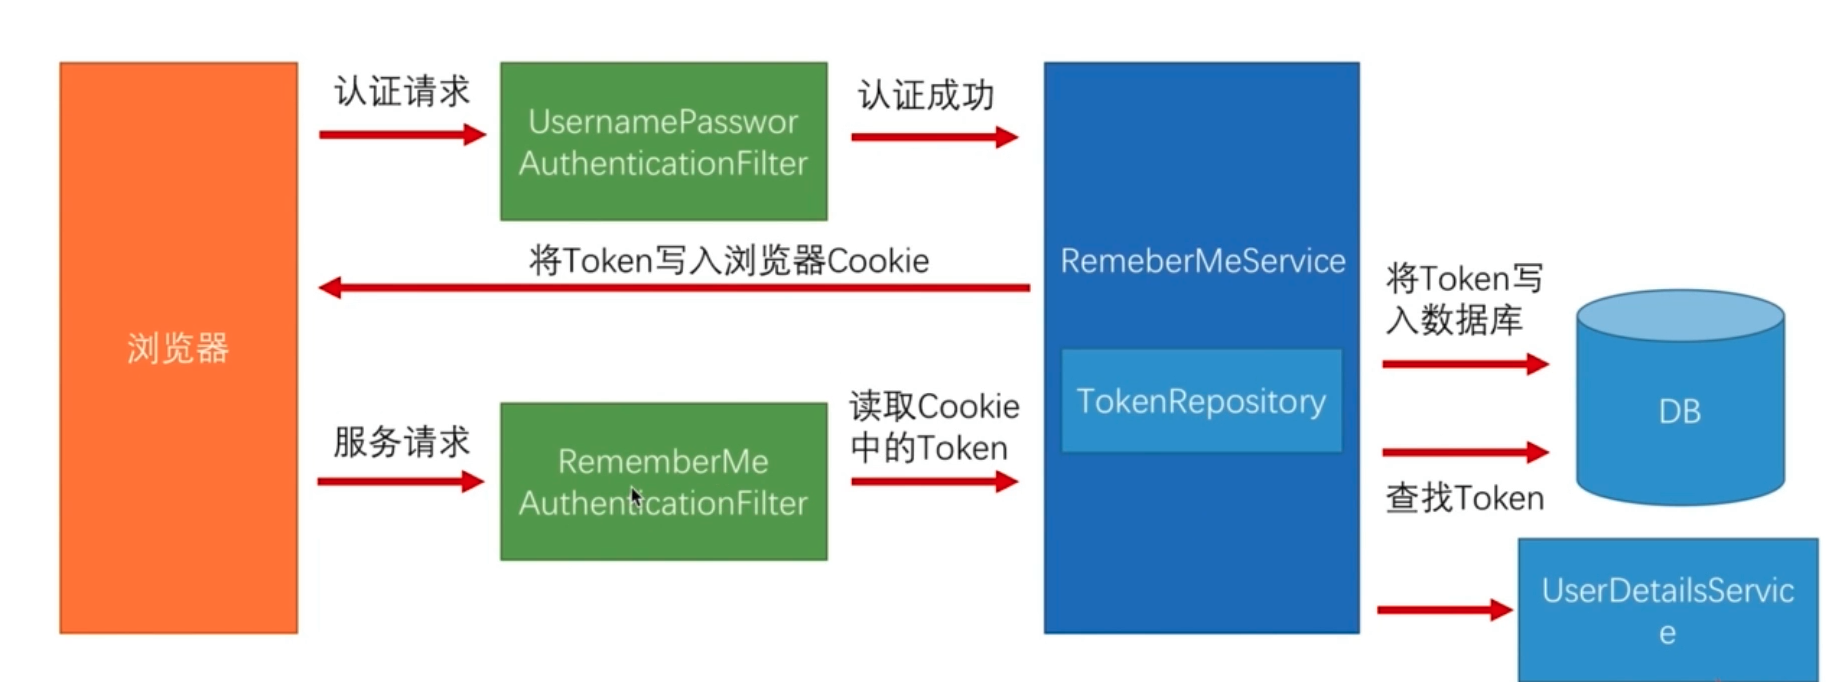 认证请求
UsernamePasswor
AuthenticationFilter
认证成功
将Token写入浏览器Cookie
浏览器
RemeberMeService
TokenRepository
将Token写
入数据库
DB
服务请求
RememberMe
AuthenticationFilter
读取Cookie
中的Token
查找Token
UserDetailsServic
e